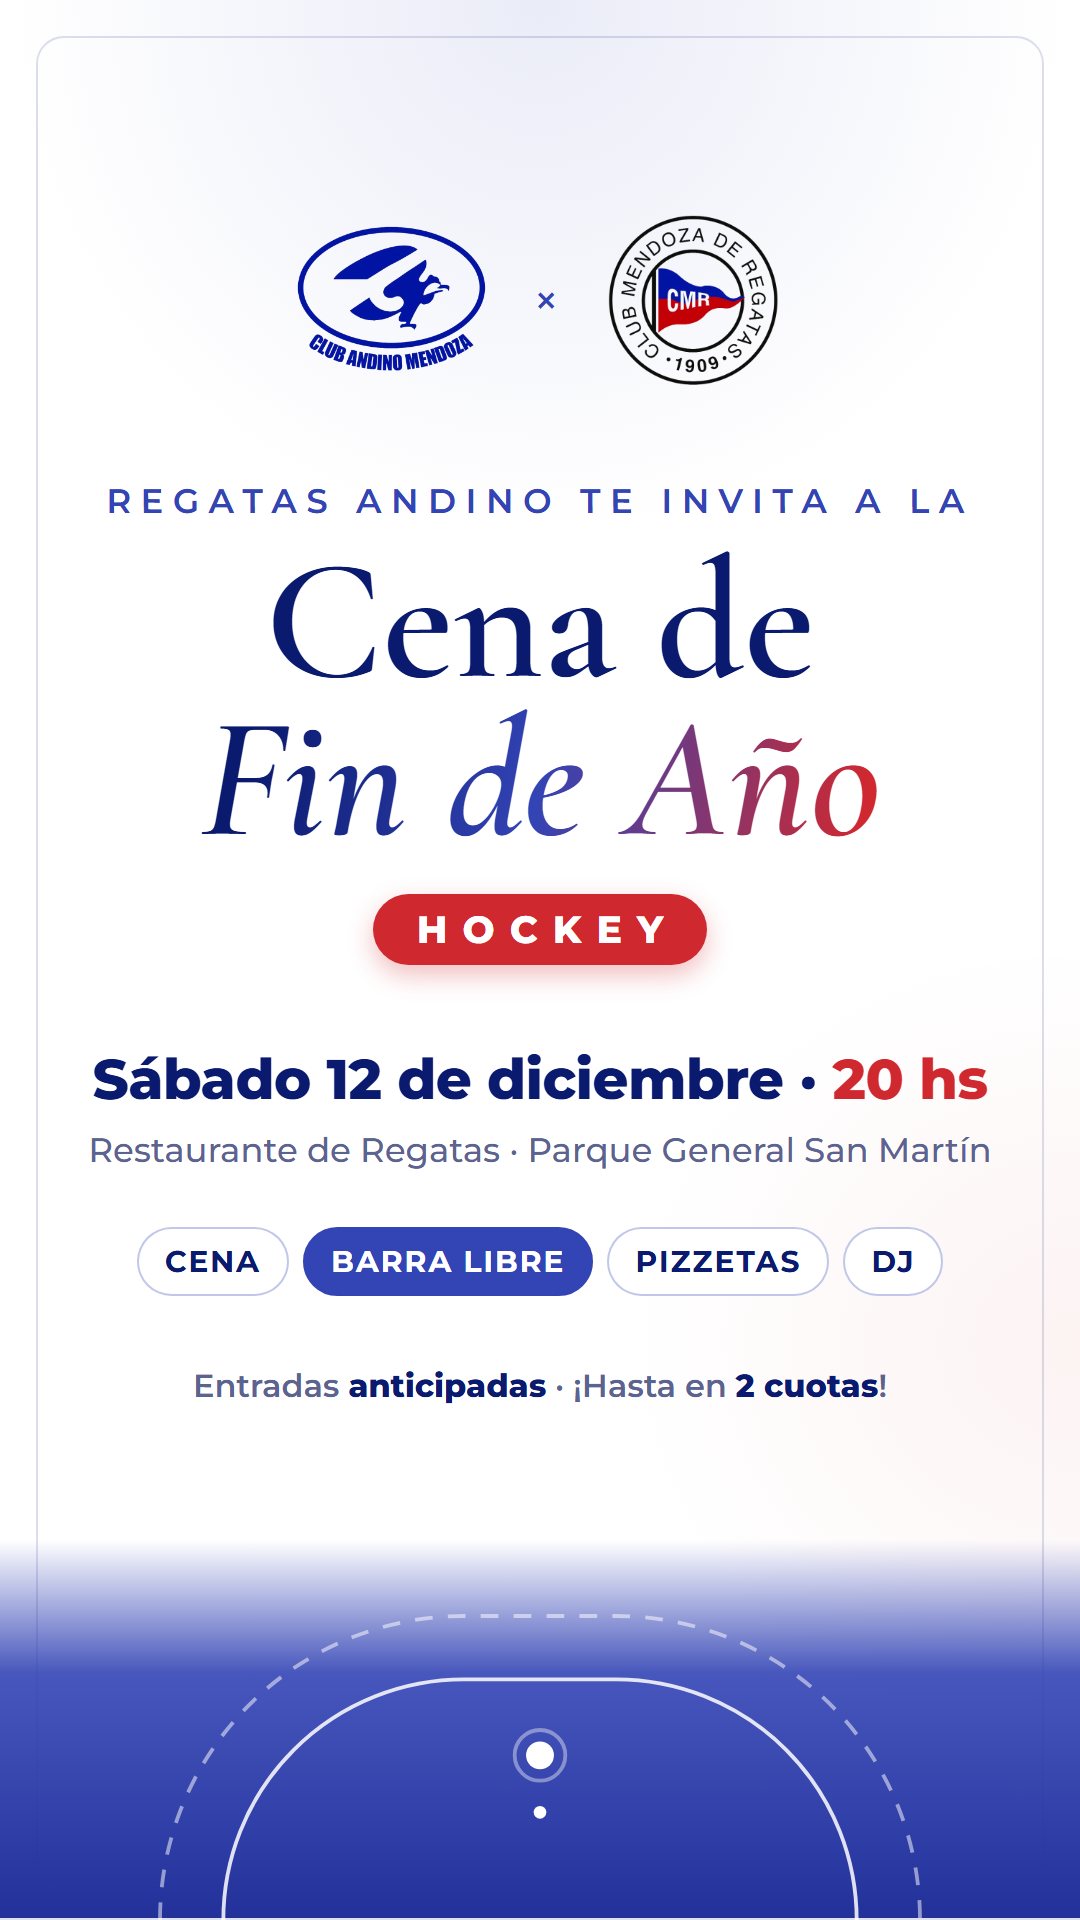 CLUB ANDINO MENDOZA
×
CLUB MENDOZA DE REGATAS
CMR
•1909•
REGATAS ANDINO TE INVITA A LA
Cena de
Fin de Año
HOCKEY
Sábado 12 de diciembre • 20 hs
Restaurante de Regatas · Parque General San Martín
CENA
BARRA LIBRE
PIZZETAS
DJ
Entradas anticipadas · ¡Hasta en 2 cuotas!